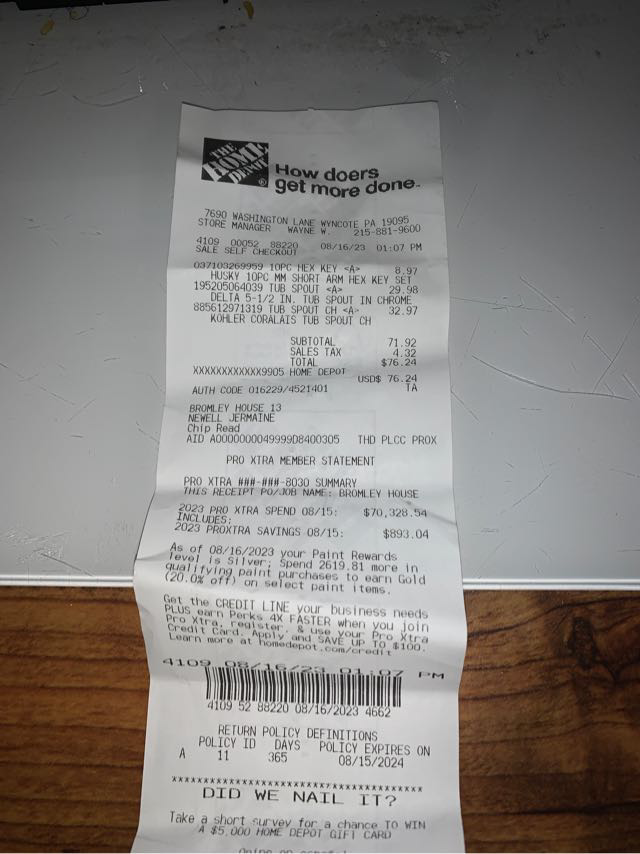 THE
HOME
DEPOT
®
How doers
get more done.™
7690 WASHINGTON LANE WYNCOTE PA 19095
STORE MANAGER WAYNE W. 215-881-9600
4109 00052 88220 08/16/23 01:07 PM
SALE SELF CHECKOUT
037103269959 10PC HEX KEY <A> 8.97
HUSKY 10PC MM SHORT ARM HEX KEY SET
195205064039 TUB SPOUT <A> 29.98
DELTA 5-1/2 IN. TUB SPOUT IN CHROME
885612971319 TUB SPOUT CH <A> 32.97
KOHLER CORALAIS TUB SPOUT CH
SUBTOTAL 71.92
SALES TAX 4.32
TOTAL $76.24
XXXXXXXXXXXX9905 HOME DEPOT
USD$ 76.24
AUTH CODE 016229/4521401 TA
BROMLEY HOUSE 13
NEWELL JERMAINE
Chip Read
AID A0000000049999D8400305 THD PLCC PROX
PRO XTRA MEMBER STATEMENT
PRO XTRA ###-###-8030 SUMMARY
THIS RECEIPT PO/JOB NAME: BROMLEY HOUSE
2023 PRO XTRA SPEND 08/15: $70,328.54
INCLUDES:
2023 PROXTRA SAVINGS 08/15: $893.04
As of 08/16/2023 your Paint Rewards
level is Silver; Spend 2619.81 more in
qualifying paint purchases to earn Gold
(20.0% off) on select paint items.
Get the CREDIT LINE your business needs
PLUS earn Perks 4X FASTER when you join
Pro Xtra, register, & use your Pro Xtra
Credit Card. Apply and SAVE UP TO $100.
Learn more at homedepot.com/credit
4109 08/16/23 01:07 PM
4109 52 88220 08/16/2023 4662
RETURN POLICY DEFINITIONS
POLICY ID DAYS POLICY EXPIRES ON
A 11 365 08/15/2024
DID WE NAIL IT?
Take a short survey for a chance TO WIN
A $5,000 HOME DEPOT GIFT CARD